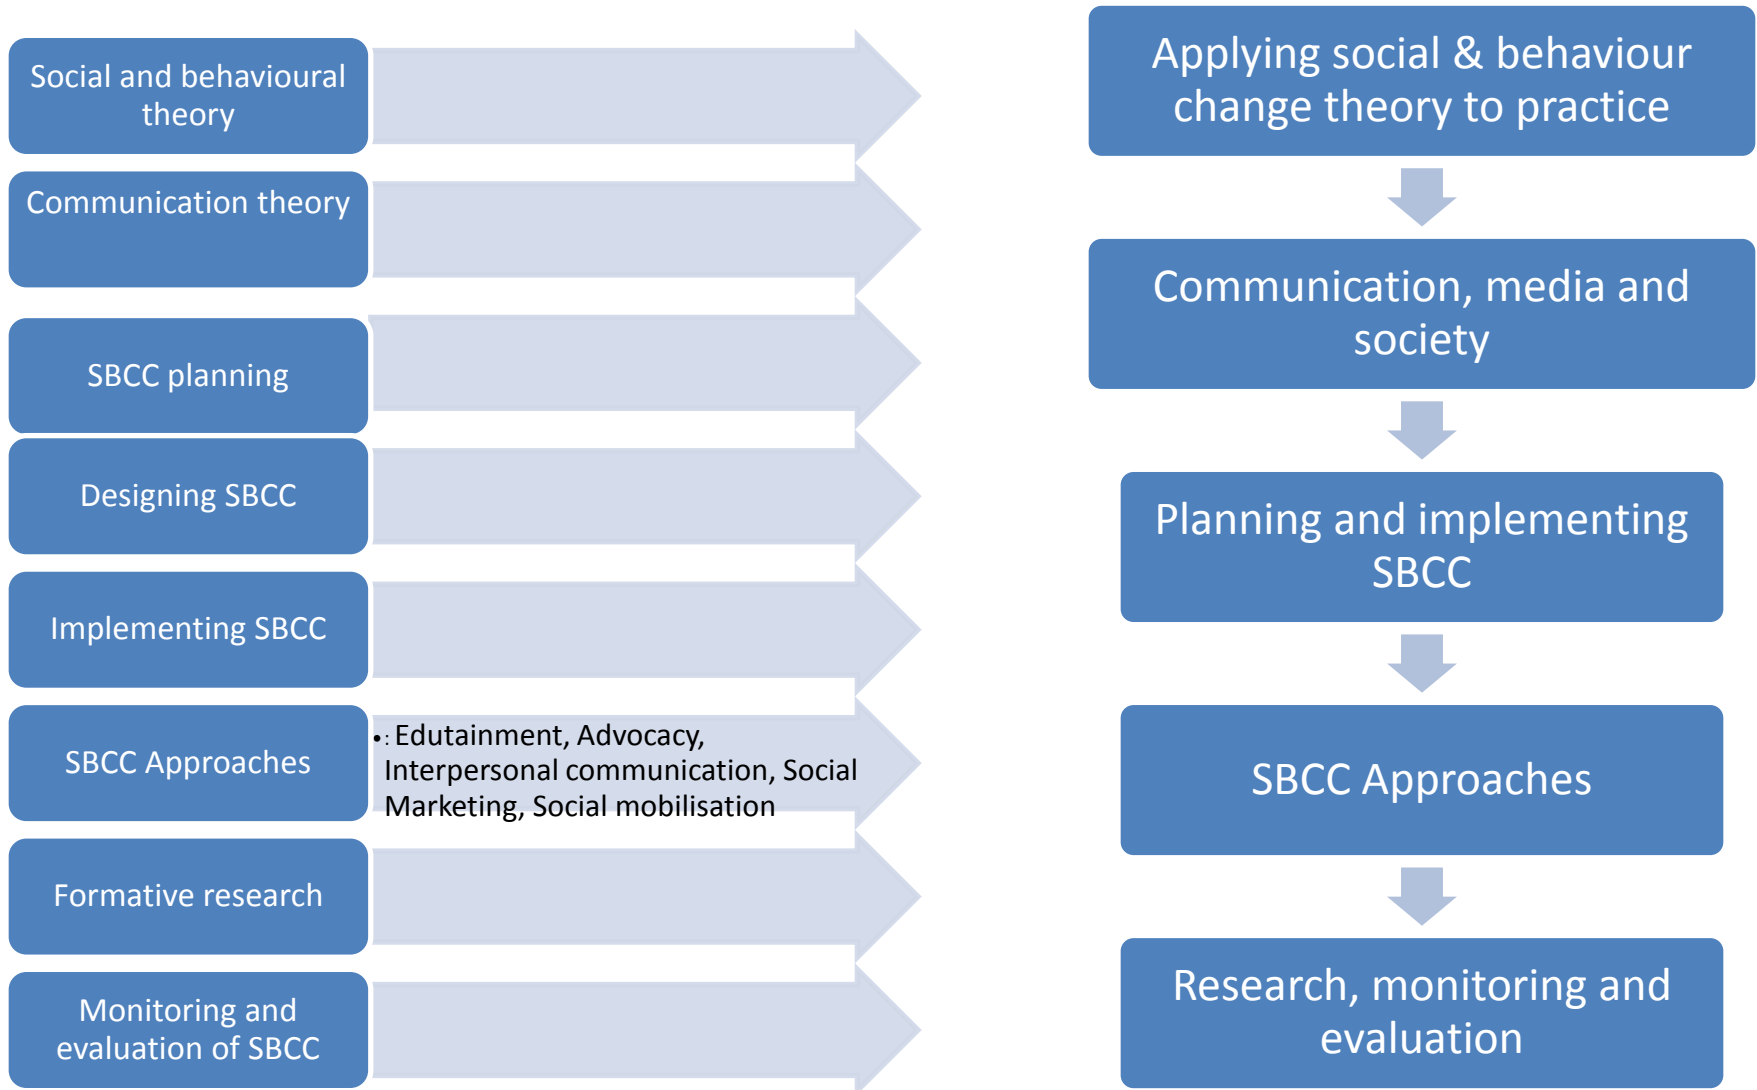 Social and behavioural
theory
Communication theory
SBCC planning
Designing SBCC
Implementing SBCC
SBCC Approaches
•: Edutainment, Advocacy,
Interpersonal communication, Social
Marketing, Social mobilisation
Formative research
Monitoring and
evaluation of SBCC
Applying social & behaviour
change theory to practice
Communication, media and
society
Planning and implementing
SBCC
SBCC Approaches
Research, monitoring and
evaluation